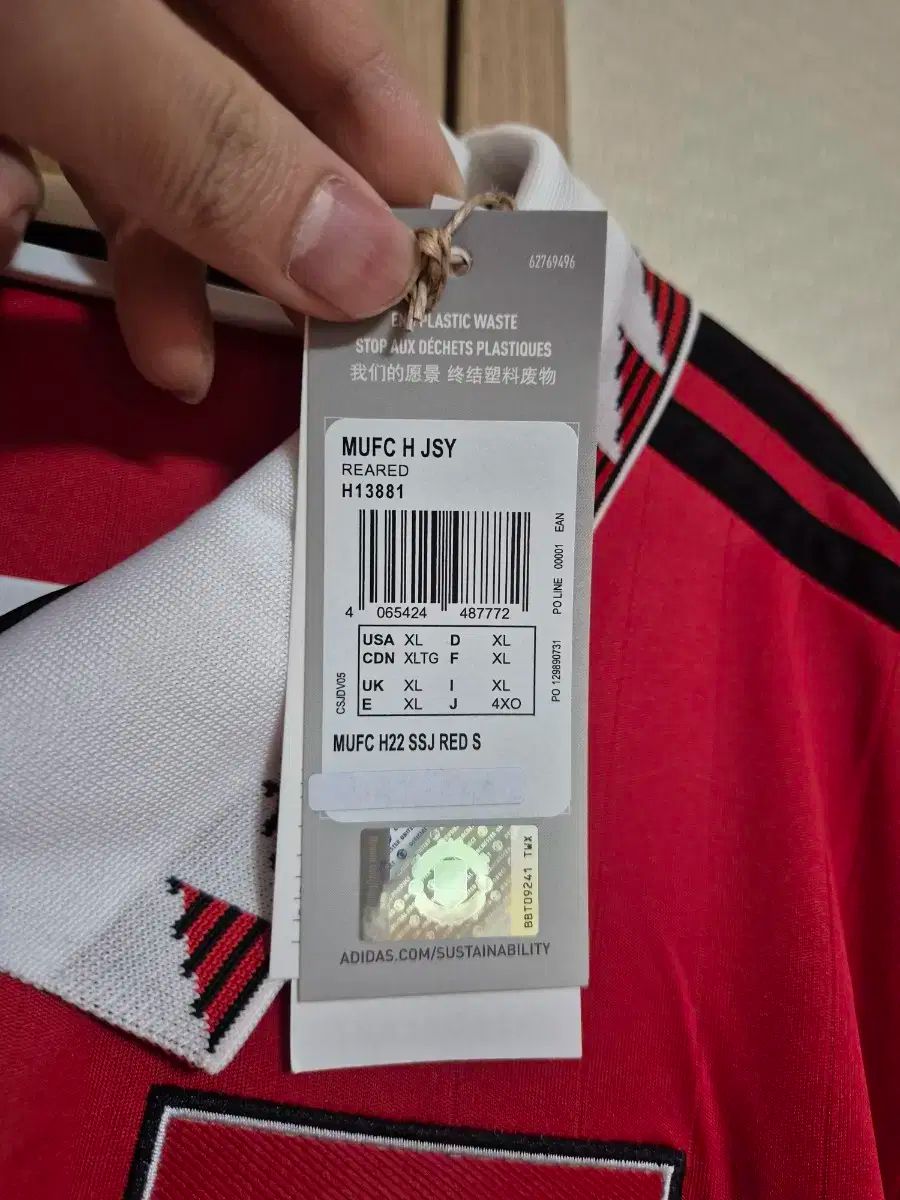 62769496
PLASTIC WASTE
STOP AUX DÉCHETS PLASTIQUES
我们的愿景 终结塑料废物
MUFC H JSY
REARED
H13881
4 065424 487772
PO LINE 00001 EAN
USA XL D XL
CDN XLTG F XL
UK XL I XL
E XL J 4XO
CSJDV05
PO 129890731
MUFC H22 SSJ RED S
BBT09241 TWX
ADIDAS.COM/SUSTAINABILITY